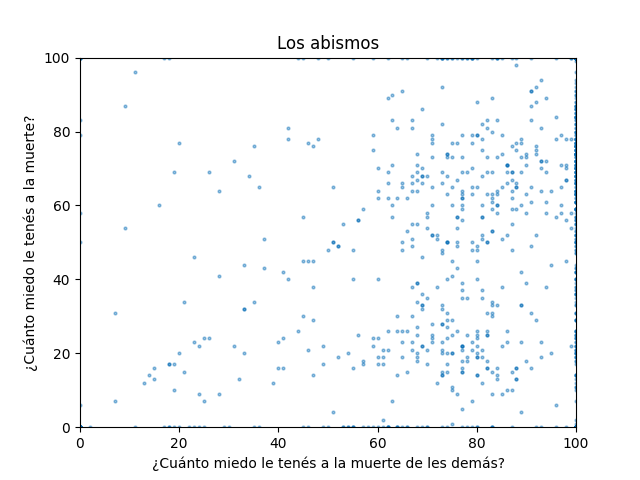 Los abismos
100
80
60
40
20
0
¿Cuánto miedo le tenés a la muerte?
0 20 40 60 80 100
¿Cuánto miedo le tenés a la muerte de les demás?